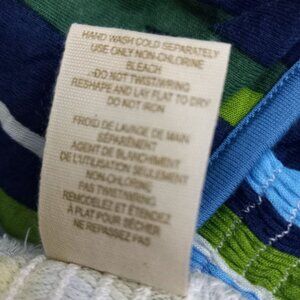 HAND WASH COLD SEPARATELY
USE ONLY NON-CHLORINE
BLEACH
DO NOT TWIST/WRING
RESHAPE AND LAY FLAT TO DRY
DO NOT IRON
FROID DE LAVAGE DE MAIN
SÉPARÉMENT
AGENT DE BLANCHIMENT
DE L'UTILISATION SEULEMENT
NON-CHLORINE
PAS TWET/WRING
REMODELEZ ET ÉTENDEZ
À PLAT POUR SÉCHER
NE REPASSEZ PAS